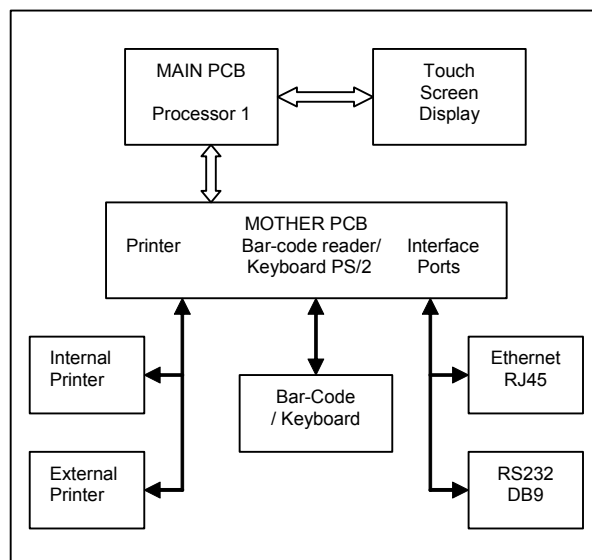 MAIN PCB
Processor 1
Touch
Screen
Display
MOTHER PCB
Printer
Bar-code reader/
Keyboard PS/2
Interface
Ports
Internal
Printer
External
Printer
Bar-Code
/ Keyboard
Ethernet
RJ45
RS232
DB9